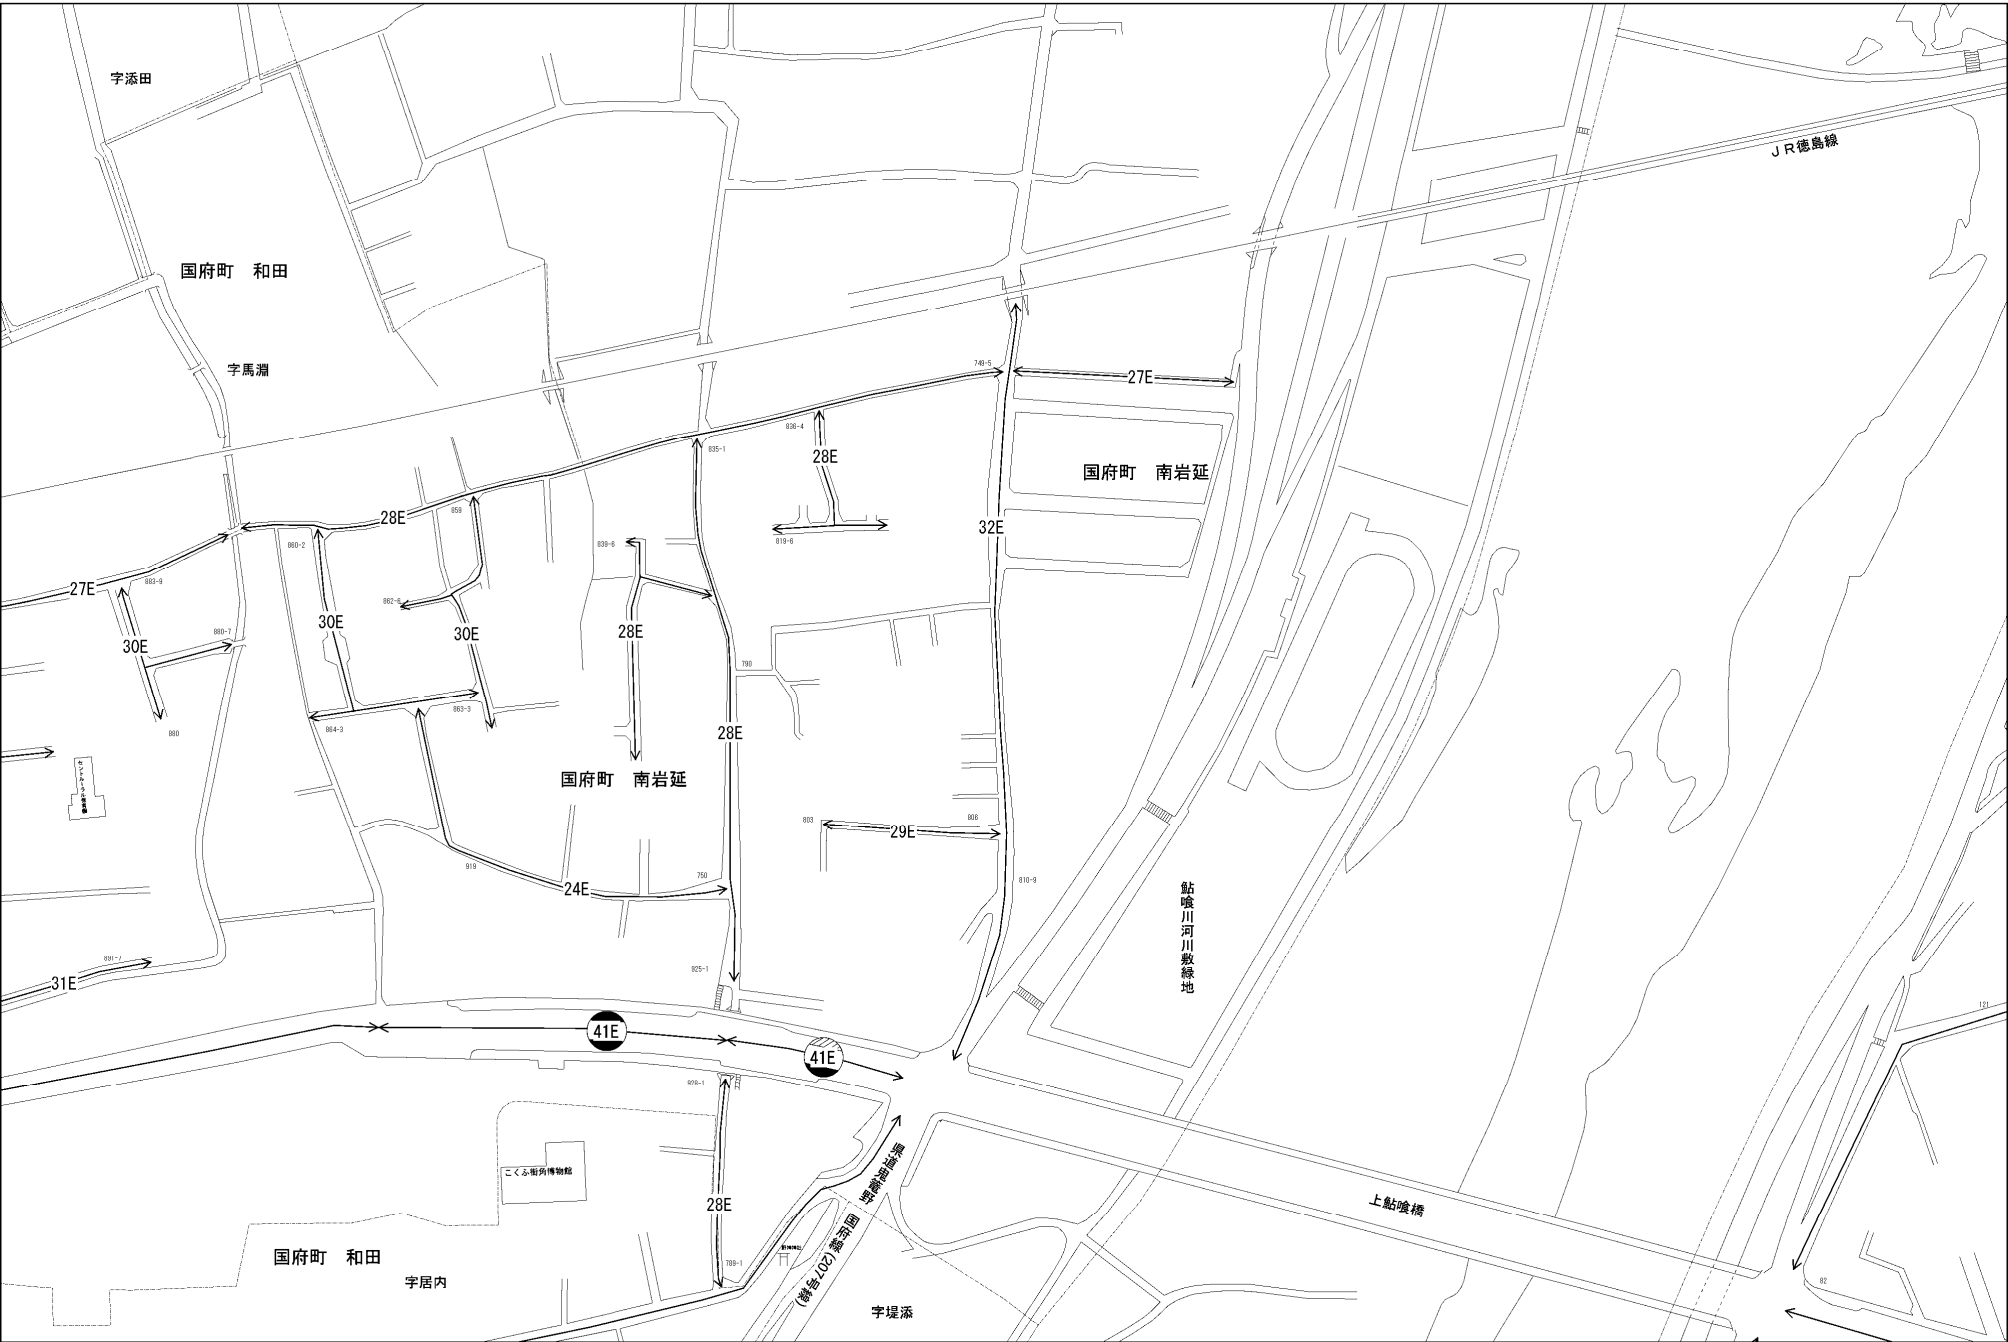 字添田
JR徳島線
国府町　和田
字馬淵
749-5
27E
836-4
835-1
28E
国府町　南岩延
859
28E
32E
860-2
839-6
819-6
883-9
27E
862-6
30E
880-7
30E
30E
28E
790
880
864-3
863-3
28E
国府町　南岩延
803
29E
806
919
750
24E
810-9
鮎喰川河川敷緑地
891-7
31E
925-1
41E
41E
121
928-1
県道鬼籠野
国府線(207号線)
こくふ街角博物館
28E
上鮎喰橋
国府町　和田
字居内
789-1
82
字堤添